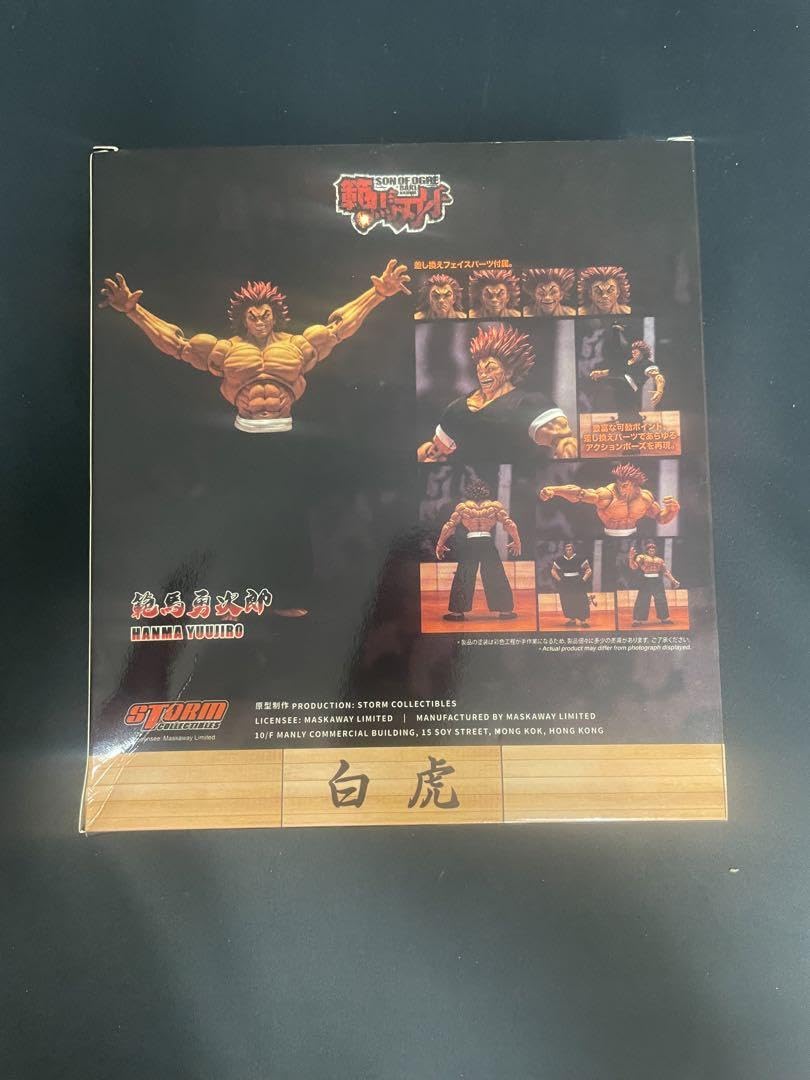 SON OF OGRE
BAKI
HANMA
範馬刃牙
差し換えフェイスパーツ付属。
豊富な可動ポイント、
差し換えパーツであらゆる
アクションポーズを再現。
範馬勇次郎
HANMA YUUJIRO
・製品の塗装は彩色工程が手作業になるため、製品個々に多少の差異があります。ご了承ください。
・Actual product may differ from photograph displayed.
STORM
COLLECTIBLES
Licensee: Maskaway Limited
原型制作 PRODUCTION: STORM COLLECTIBLES
LICENSEE: MASKAWAY LIMITED | MANUFACTURED BY MASKAWAY LIMITED
10/F MANLY COMMERCIAL BUILDING, 15 SOY STREET, MONG KOK, HONG KONG
白虎